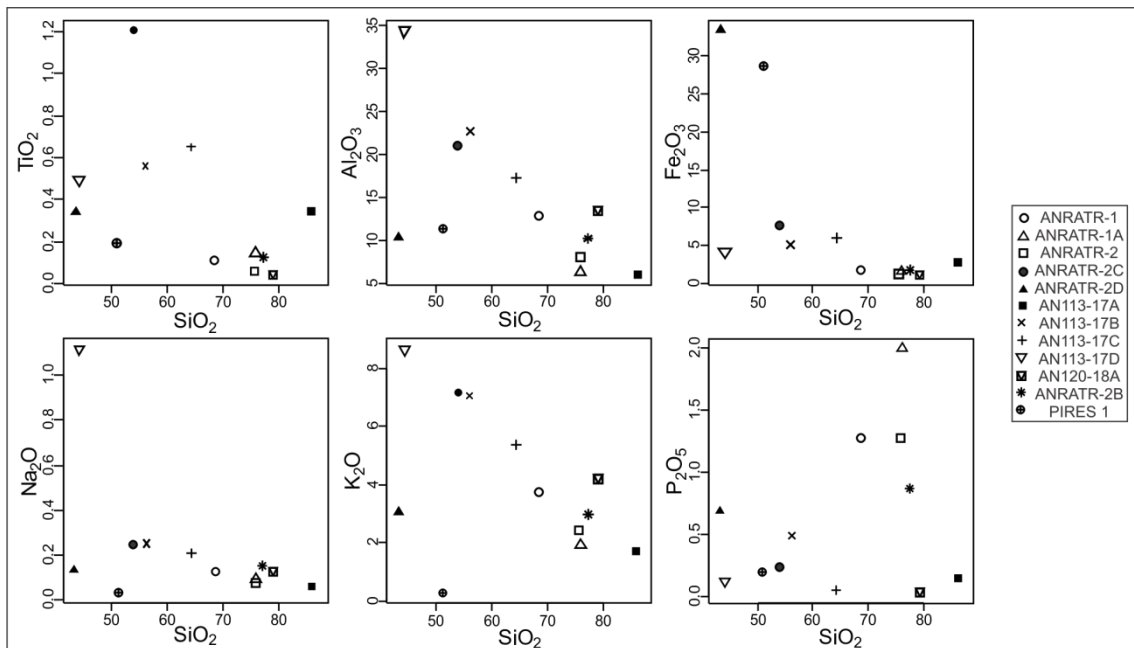 TiO2
0.0 0.2 0.4 0.6 0.8 1.0 1.2
50 60 70 80
SiO2
Al2O3
5 10 15 20 25 30 35
50 60 70 80
SiO2
Fe2O3
0 5 10 15 20 25 30
50 60 70 80
SiO2
Na2O
0.0 0.2 0.4 0.6 0.8 1.0
50 60 70 80
SiO2
K2O
0 2 4 6 8
50 60 70 80
SiO2
P2O5
0.0 0.5 1.0 1.5 2.0
50 60 70 80
SiO2
ANRATR-1
ANRATR-1A
ANRATR-2
ANRATR-2C
ANRATR-2D
AN113-17A
AN113-17B
AN113-17C
AN113-17D
AN120-18A
ANRATR-2B
PIRES 1